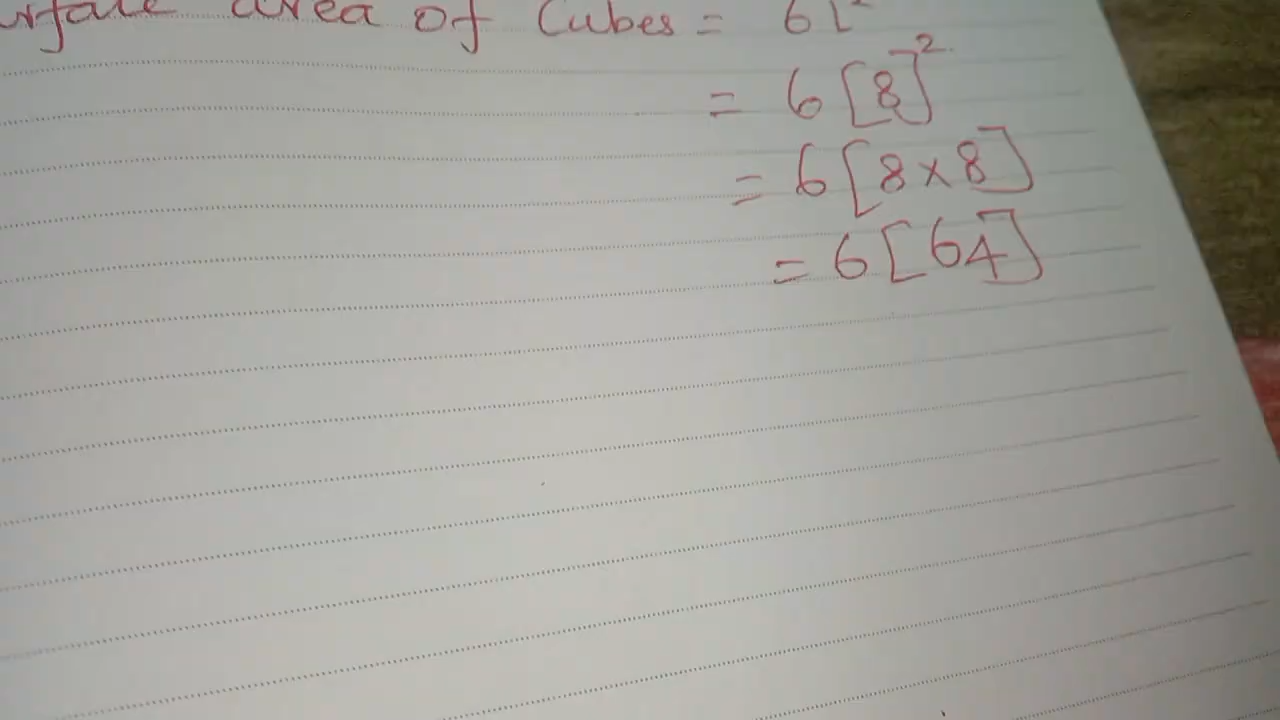 area of Cubes = 6l²
= 6[8]²
= 6[8×8]
= 6[64]